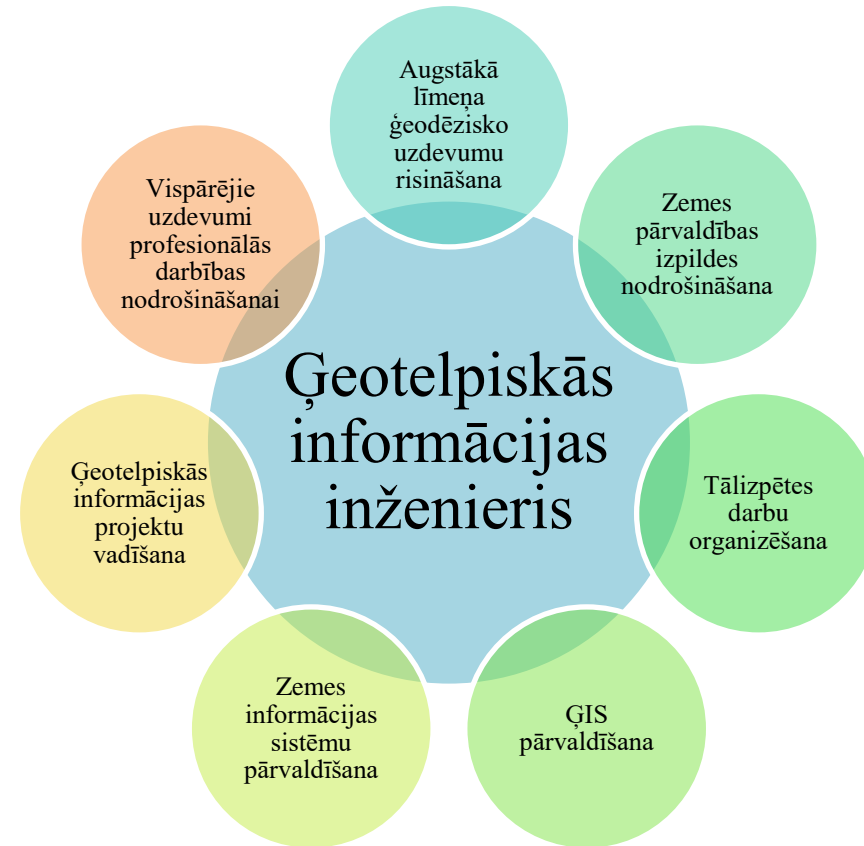 Augstākā
līmeņa
ģeodēzisko
uzdevumu
risināšana
Zemes
pārvaldības
izpildes
nodrošināšana
Tālizpētes
darbu
organizēšana
ĢIS
pārvaldīšana
Zemes
informācijas
sistēmu
pārvaldīšana
Ģeotelpiskās
informācijas
projektu
vadīšana
Vispārējie
uzdevumi
profesionālās
darbības
nodrošināšanai
Ģeotelpiskās
informācijas
inženieris